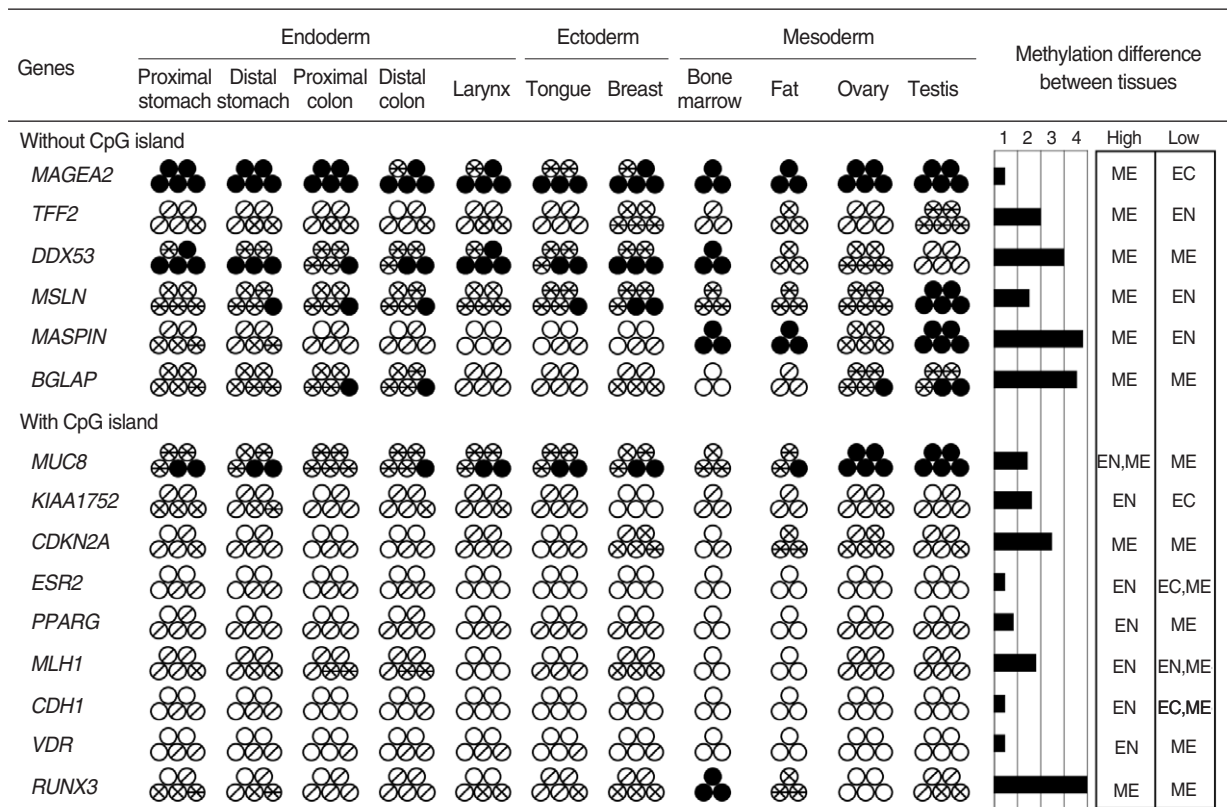 Genes
Endoderm
Ectoderm
Mesoderm
Methylation difference
between tissues
Proximal
stomach
Distal
stomach
Proximal
colon
Distal
colon
Larynx
Tongue
Breast
Bone
marrow
Fat
Ovary
Testis
Without CpG island
1 2 3 4 High Low
MAGEA2 ME EC
TFF2 ME EN
DDX53 ME ME
MSLN ME EN
MASPIN ME EN
BGLAP ME ME
With CpG island
MUC8 EN,ME ME
KIAA1752 EN EC
CDKN2A ME ME
ESR2 EN EC,ME
PPARG EN ME
MLH1 EN EN,ME
CDH1 EN EC,ME
VDR EN ME
RUNX3 ME ME